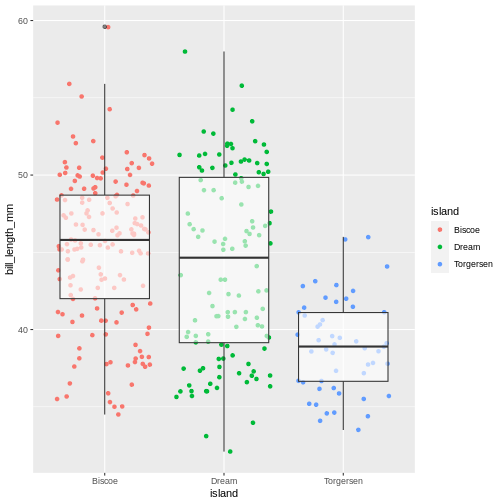 60
50
40
bill_length_mm
Biscoe
Dream
Torgersen
island
island
Biscoe
Dream
Torgersen